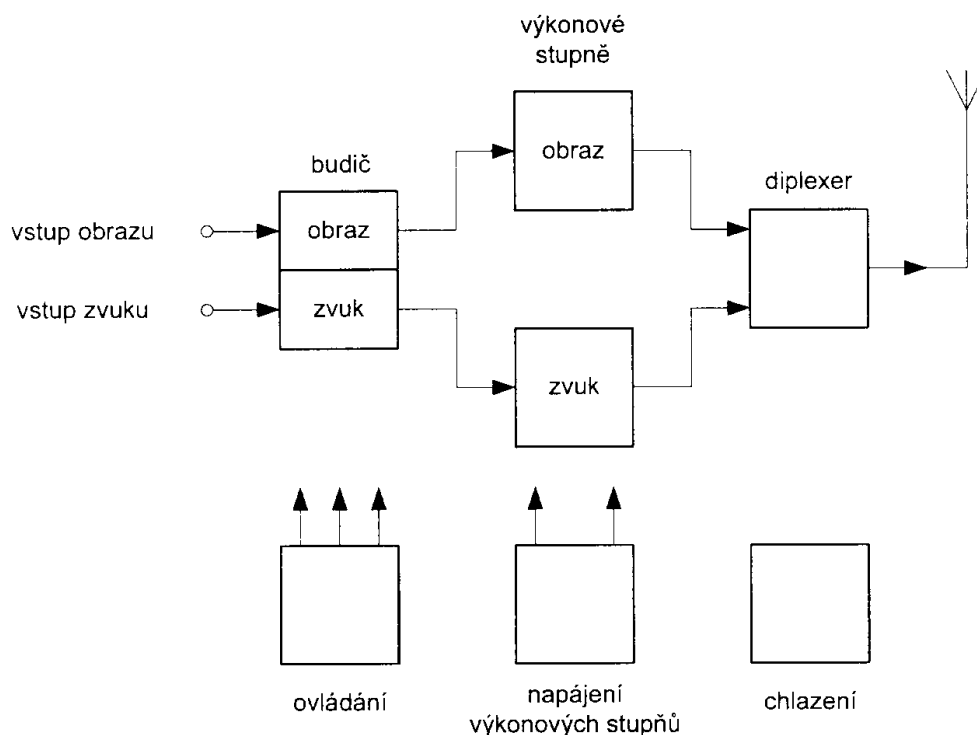 výkonové
stupně
obraz
budič
diplexer
vstup obrazu
obraz
vstup zvuku
zvuk
zvuk
ovládání
napájení
výkonových stupňů
chlazení